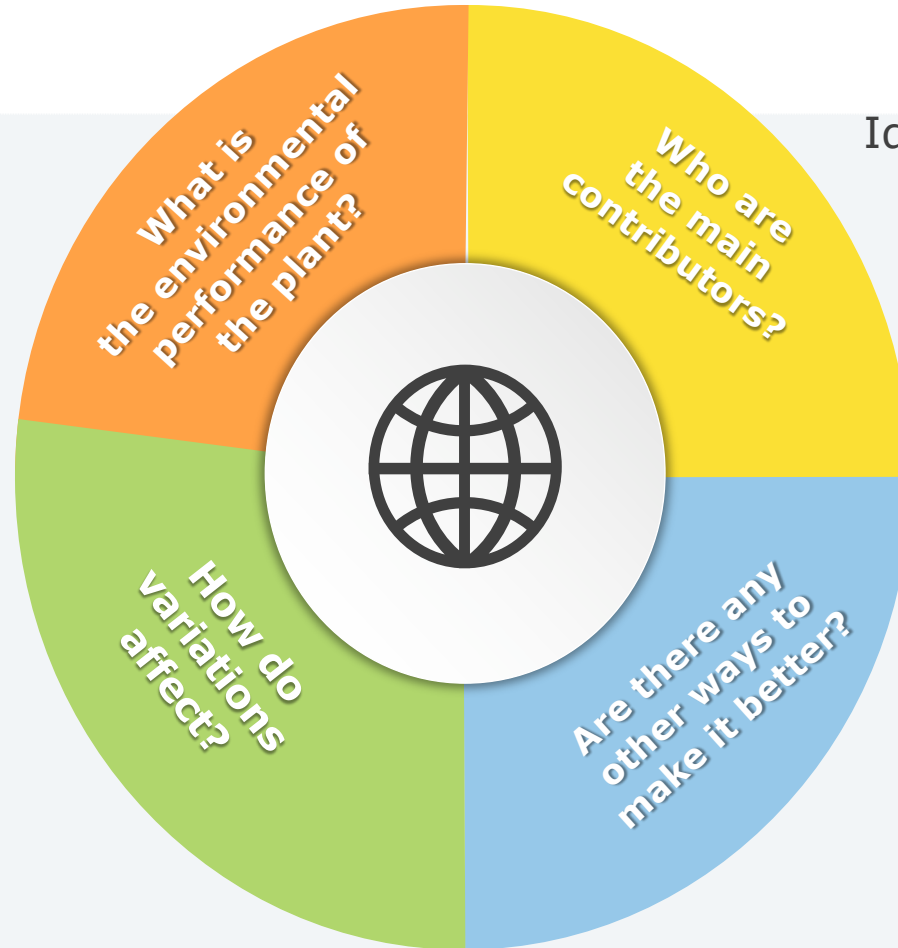 What is
the environmental
performance of
the plant?
Who are
the main
contributors?
How do
variations
affect?
Are there any
other ways to
make it better?